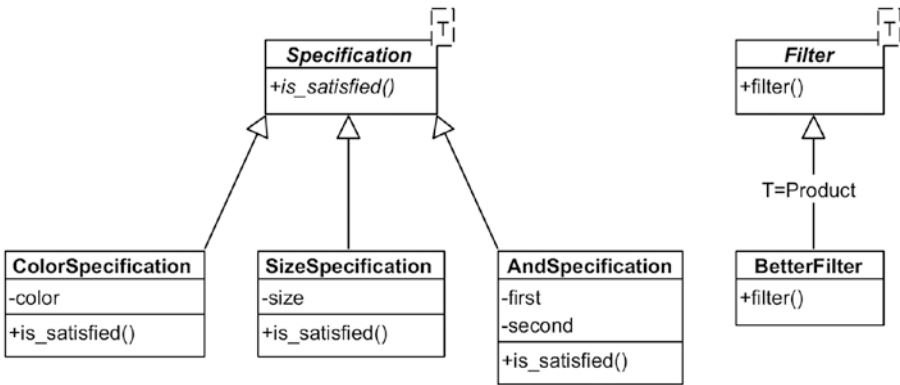 T
Specification
+is_satisfied()
T
Filter
+filter()
T=Product
ColorSpecification
-color
+is_satisfied()
SizeSpecification
-size
+is_satisfied()
AndSpecification
-first
-second
+is_satisfied()
BetterFilter
+filter()